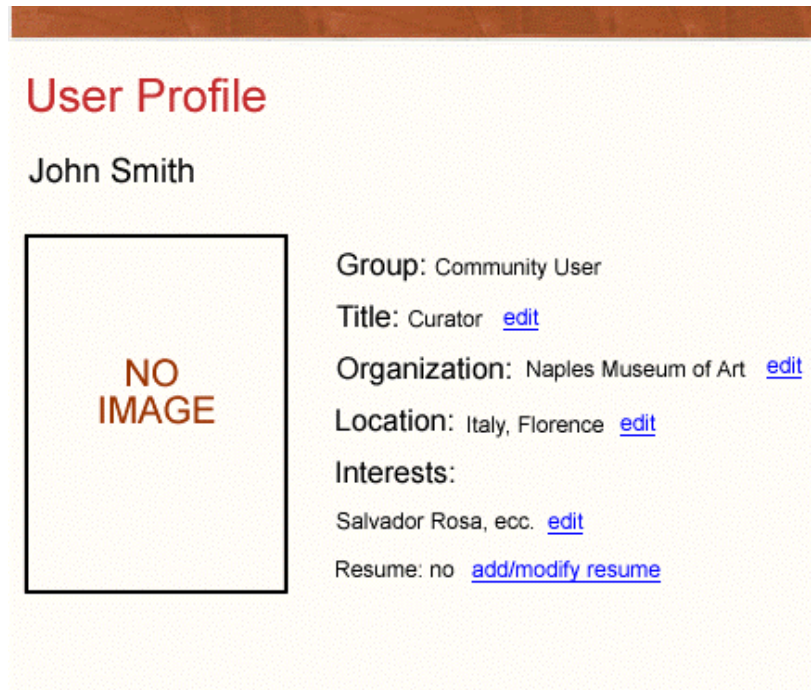 User Profile
John Smith
NO
IMAGE
Group: Community User
Title: Curator edit
Organization: Naples Museum of Art edit
Location: Italy, Florence edit
Interests:
Salvador Rosa, ecc. edit
Resume: no add/modify resume